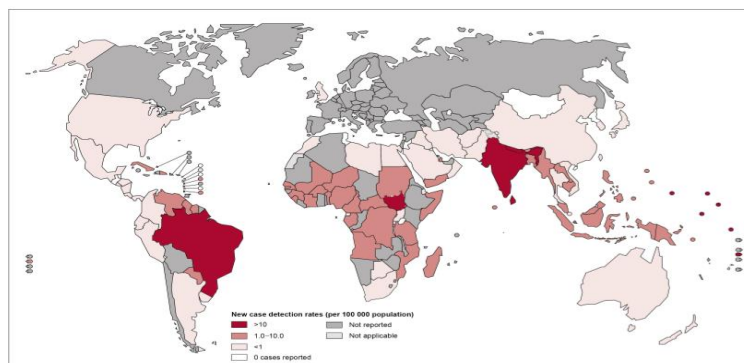 New case detection rates (per 100 000 population)
>10
1.0–10.0
<1
0 cases reported
Not reported
Not applicable